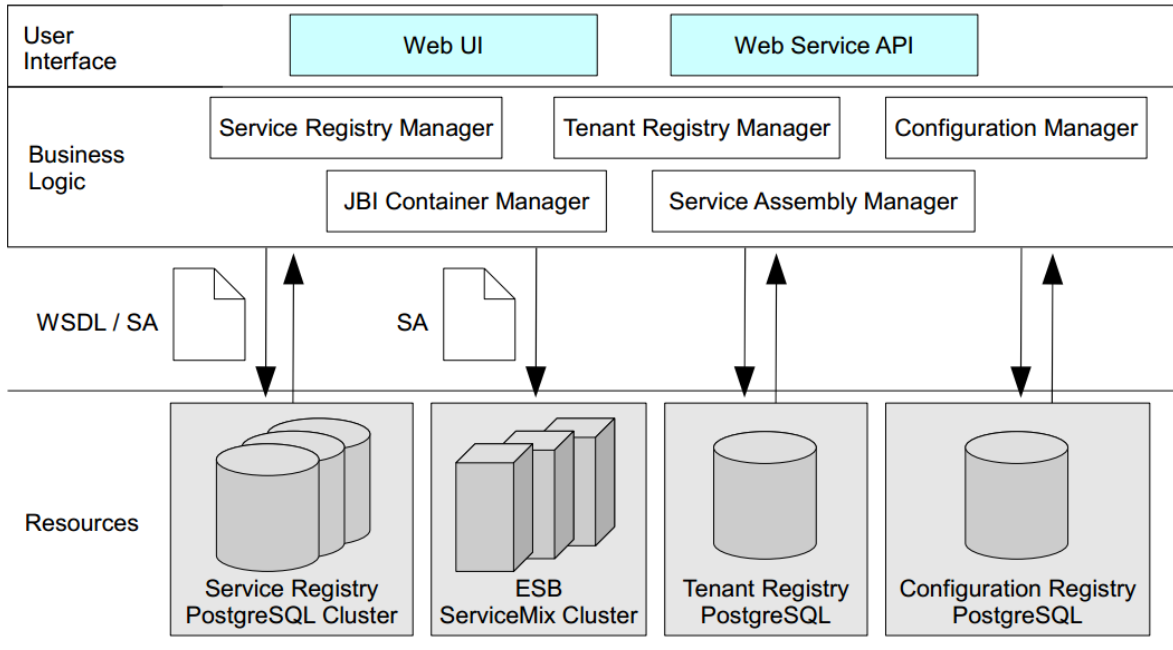 User
Interface
Web UI
Web Service API
Business
Logic
Service Registry Manager
Tenant Registry Manager
Configuration Manager
JBI Container Manager
Service Assembly Manager
WSDL / SA
SA
Resources
Service Registry
PostgreSQL Cluster
ESB
ServiceMix Cluster
Tenant Registry
PostgreSQL
Configuration Registry
PostgreSQL